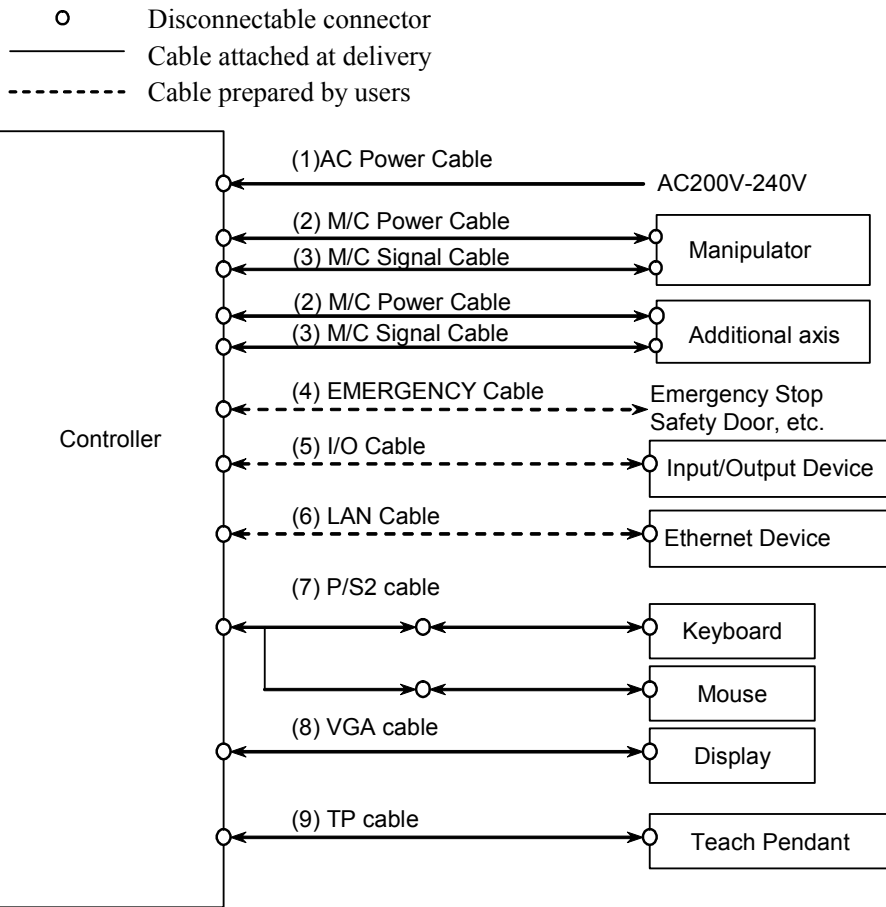 Disconnectable connector
Cable attached at delivery
Cable prepared by users
(1)AC Power Cable
AC200V-240V
(2) M/C Power Cable
Manipulator
(3) M/C Signal Cable
(2) M/C Power Cable
Additional axis
(3) M/C Signal Cable
(4) EMERGENCY Cable
Emergency Stop
Safety Door, etc.
Controller
(5) I/O Cable
Input/Output Device
(6) LAN Cable
Ethernet Device
(7) P/S2 cable
Keyboard
Mouse
(8) VGA cable
Display
(9) TP cable
Teach Pendant